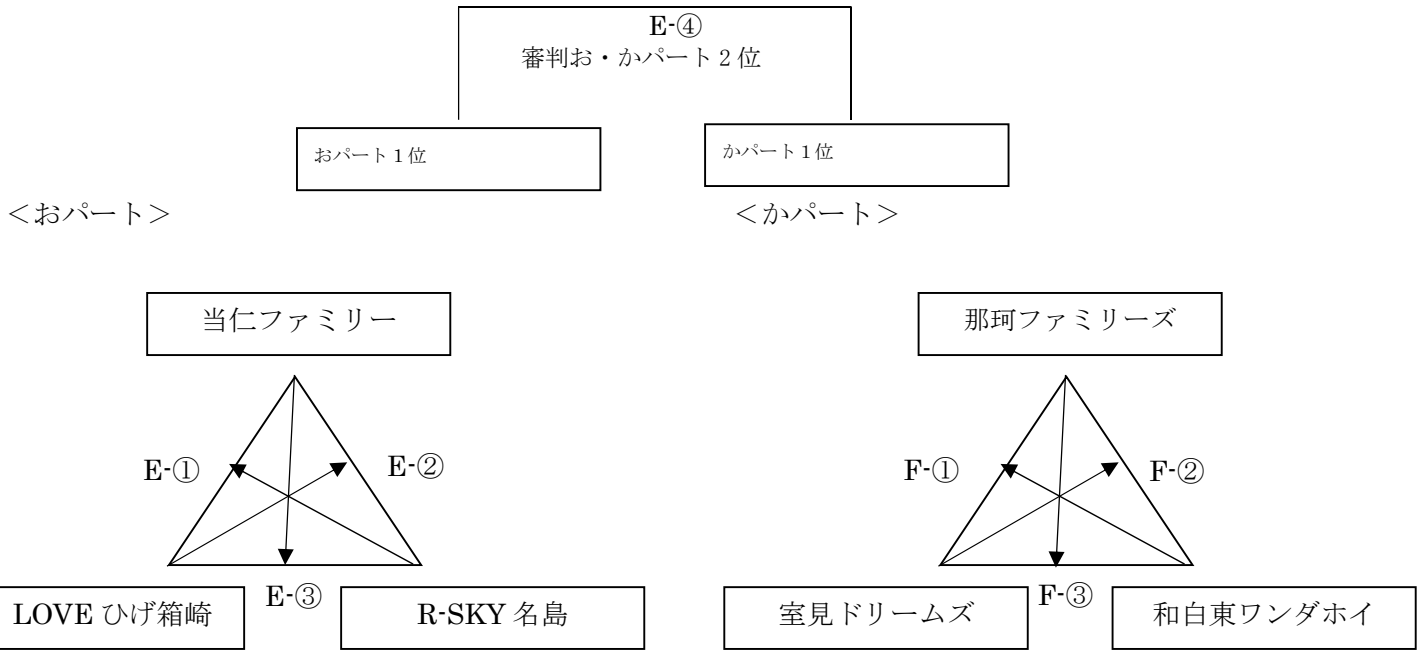 E-④
審判お・かパート２位
おパート１位
かパート１位
＜おパート＞
＜かパート＞
当仁ファミリー
那珂ファミリーズ
E-①
E-②
F-①
F-②
E-③
F-③
LOVE ひげ箱崎
R-SKY 名島
室見ドリームズ
和白東ワンダホイ